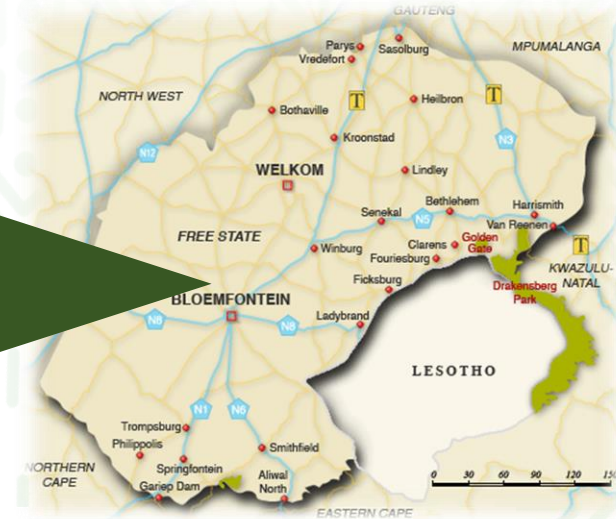 GAUTENG
Parys
Sasolburg
Vredefort
MPUMALANGA
NORTH WEST
T
T
Bothaville
Heilbron
Kroonstad
N12
N3
WELKOM
Lindley
Senekal
N5
Bethlehem
Harrismith
Van Reenen
FREE STATE
Winburg
Clarens
Golden
Gate
T
Fouriesburg
KWAZULU-
NATAL
Ficksburg
Drakensberg
Park
BLOEMFONTEIN
N8
N8
Ladybrand
LESOTHO
N1
N6
Trompsburg
Philippolis
Smithfield
Springfontein
NORTHERN
CAPE
Gariep Dam
Aliwal
North
0 30 60 90 120 150
EASTERN CAPE